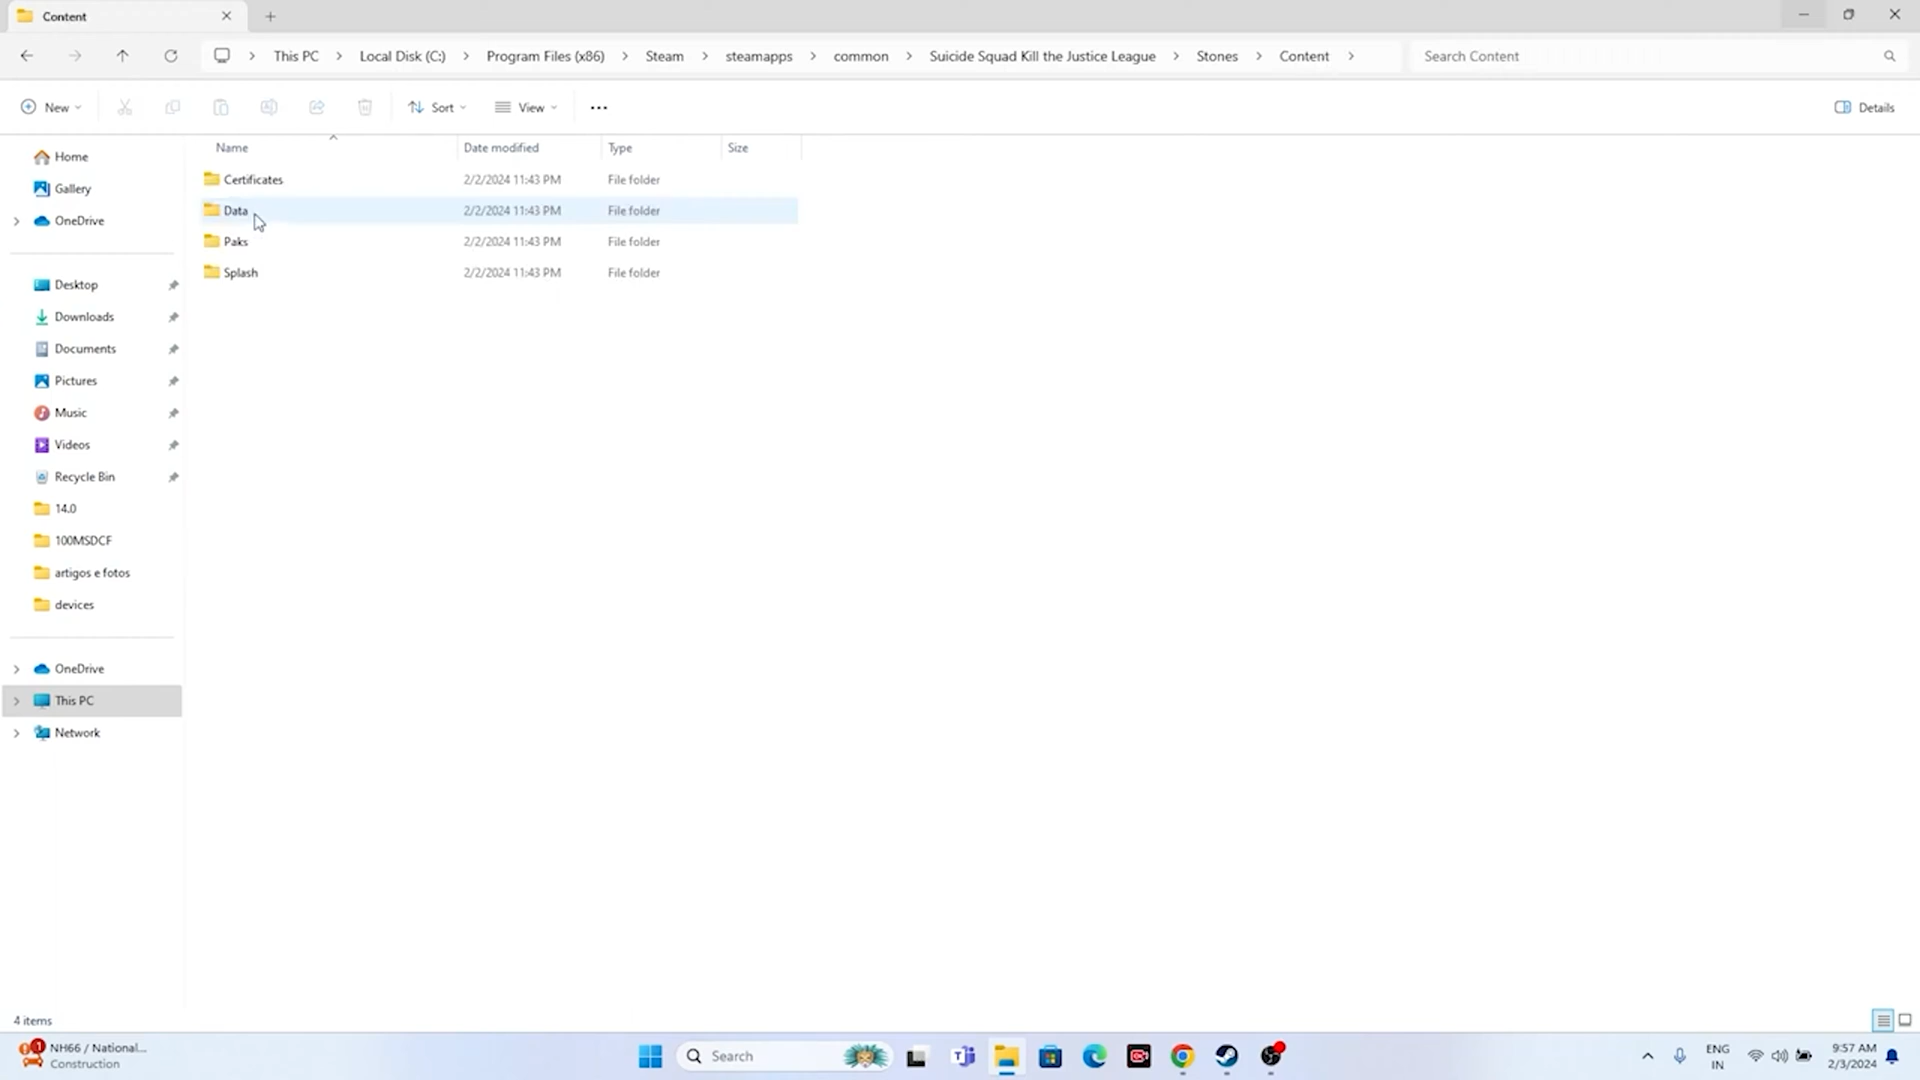 Content
This PC
Local Disk (C:)
Program Files (x86)
Steam
steamapps
common
Suicide Squad Kill the Justice League
Stones
Content
Search Content
New
Sort
View
Details
Name
Date modified
Type
Size
Certificates 2/2/2024 11:43 PM File folder
Data 2/2/2024 11:43 PM File folder
Paks 2/2/2024 11:43 PM File folder
Splash 2/2/2024 11:43 PM File folder
Home
Gallery
OneDrive
Desktop
Downloads
Documents
Pictures
Music
Videos
Recycle Bin
14.0
100MSDCF
artigos e fotos
devices
OneDrive
This PC
Network
4 items
1
NH66 / National...
Construction
Search
ENG
IN
9:57 AM
2/3/2024